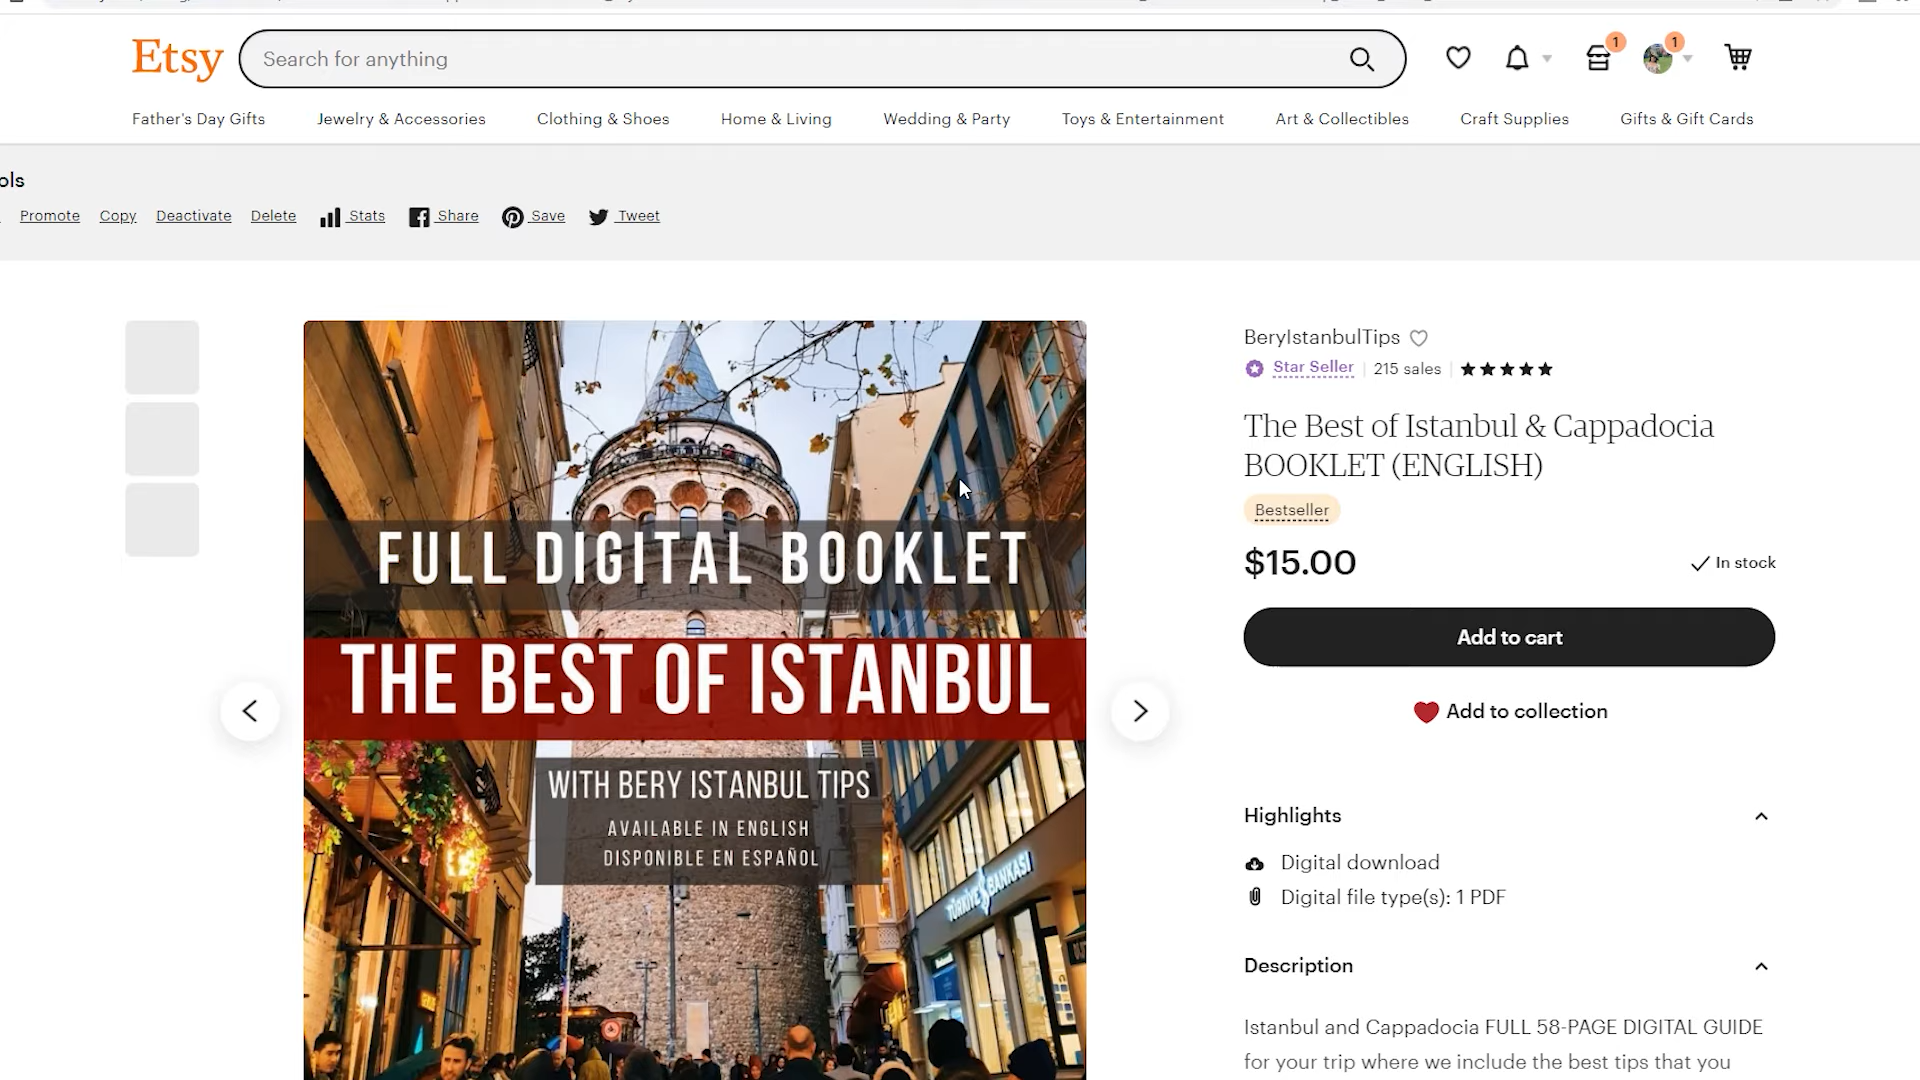 Etsy
Search for anything
1
1
Father's Day Gifts
Jewelry & Accessories
Clothing & Shoes
Home & Living
Wedding & Party
Toys & Entertainment
Art & Collectibles
Craft Supplies
Gifts & Gift Cards
ols
Promote
Copy
Deactivate
Delete
Stats
Share
Save
Tweet
FULL DIGITAL BOOKLET
THE BEST OF ISTANBUL
WITH BERY ISTANBUL TIPS
AVAILABLE IN ENGLISH
DISPONIBLE EN ESPAÑOL
TÜRKİYE İŞ BANKASI
BeryIstanbulTips
Star Seller
215 sales
The Best of Istanbul & Cappadocia
BOOKLET (ENGLISH)
Bestseller
$15.00
In stock
Add to cart
Add to collection
Highlights
Digital download
Digital file type(s): 1 PDF
Description
Istanbul and Cappadocia FULL 58-PAGE DIGITAL GUIDE
for your trip where we include the best tips that you